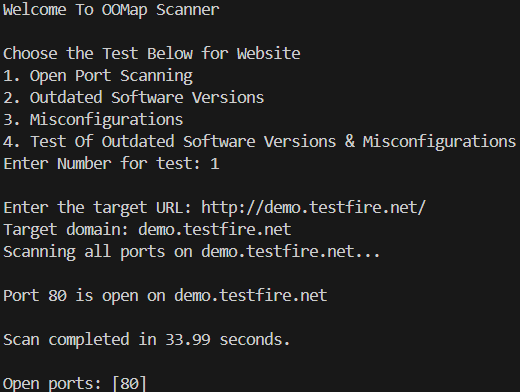 Welcome To OOMap Scanner
Choose the Test Below for Website
1. Open Port Scanning
2. Outdated Software Versions
3. Misconfigurations
4. Test Of Outdated Software Versions & Misconfigurations
Enter Number for test: 1
Enter the target URL: http://demo.testfire.net/
Target domain: demo.testfire.net
Scanning all ports on demo.testfire.net...
Port 80 is open on demo.testfire.net
Scan completed in 33.99 seconds.
Open ports: [80]